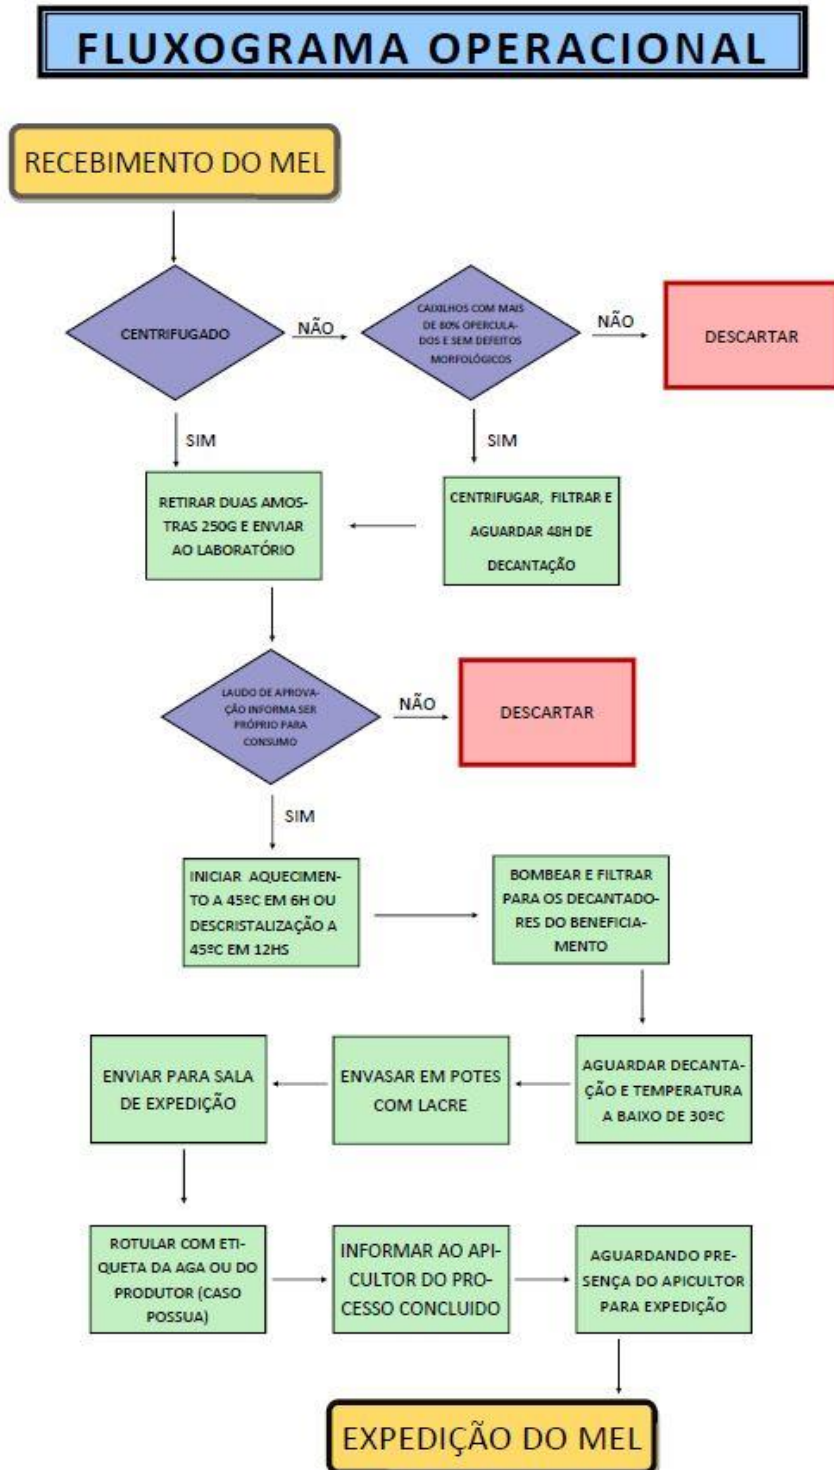 FLUXOGRAMA OPERACIONAL
RECEBIMENTO DO MEL
CENTRIFUGADO
NÃO
CAIXILHOS COM MAIS
DE 80% OPERCULA-
DOS E SEM DEFEITOS
MORFOLÓGICOS
NÃO
DESCARTAR
SIM
SIM
RETIRAR DUAS AMOS-
TRAS 250G E ENVIAR
AO LABORATÓRIO
CENTRIFUGAR, FILTRAR E
AGUARDAR 48H DE
DECANTAÇÃO
LAUDO DE APROVA-
ÇÃO INFORMA SER
PRÓPRIO PARA
CONSUMO
NÃO
DESCARTAR
SIM
INICIAR AQUECIMEN-
TO A 45ºC EM 6H OU
DESCRISTALIZAÇÃO A
45ºC EM 12HS
BOMBEAR E FILTRAR
PARA OS DECANTADO-
RES DO BENEFICIA-
MENTO
ENVIAR PARA SALA
DE EXPEDIÇÃO
ENVASAR EM POTES
COM LACRE
AGUARDAR DECANTA-
ÇÃO E TEMPERATURA
A BAIXO DE 30ºC
ROTULAR COM ETI-
QUETA DA AGA OU DO
PRODUTOR (CASO
POSSUA)
INFORMAR AO API-
CULTOR DO PRO-
CESSO CONCLUIDO
AGUARDANDO PRE-
SENÇA DO APICULTOR
PARA EXPEDIÇÃO
EXPEDIÇÃO DO MEL